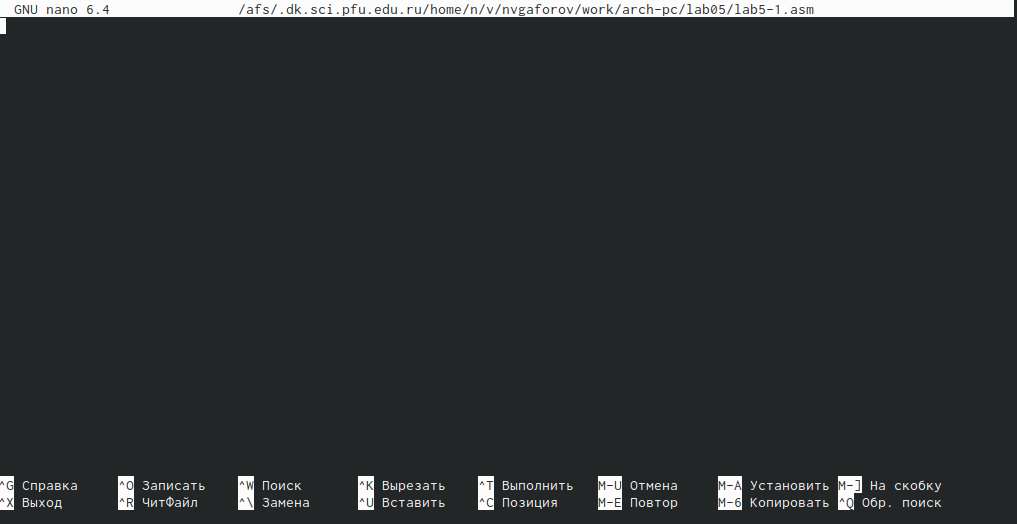 GNU nano 6.4 /afs/.dk.sci.pfu.edu.ru/home/n/v/nvgaforov/work/arch-pc/lab05/lab5-1.asm
^G Справка ^O Записать ^W Поиск ^K Вырезать ^T Выполнить M-U Отмена M-A Установить M-] На скобку
^X Выход ^R ЧитФайл ^\ Замена ^U Вставить ^C Позиция M-E Повтор M-6 Копировать ^Q Обр. поиск